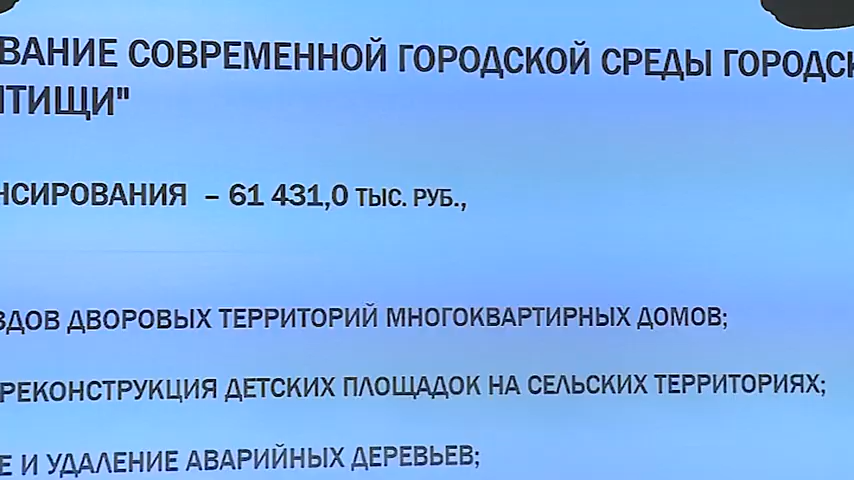 ВАНИЕ СОВРЕМЕННОЙ ГОРОДСКОЙ СРЕДЫ ГОРОДСК
ТИЩИ"
НСИРОВАНИЯ – 61 431,0 ТЫС. РУБ.,
ЗДОВ ДВОРОВЫХ ТЕРРИТОРИЙ МНОГОКВАРТИРНЫХ ДОМОВ;
РЕКОНСТРУКЦИЯ ДЕТСКИХ ПЛОЩАДОК НА СЕЛЬСКИХ ТЕРРИТОРИЯХ;
Е И УДАЛЕНИЕ АВАРИЙНЫХ ДЕРЕВЬЕВ;